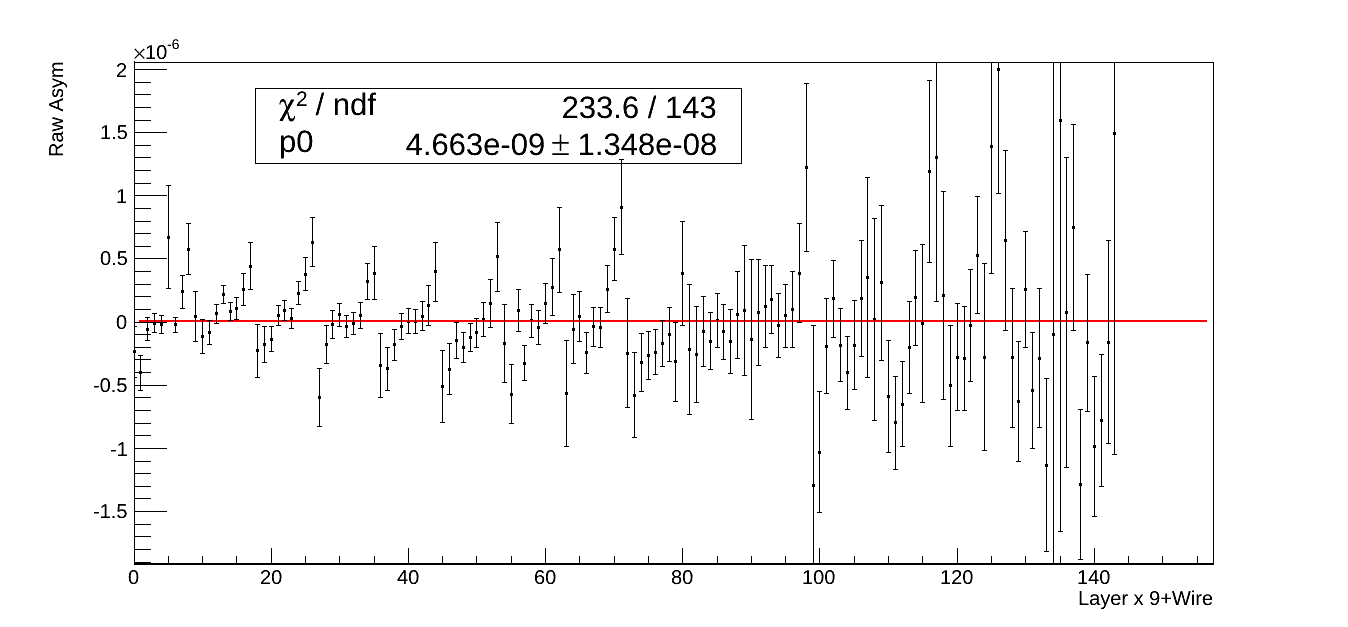 ×10⁻⁶
Raw Asym
χ² / ndf 233.6 / 143
p0 4.663e-09 ± 1.348e-08
2
1.5
1
0.5
0
-0.5
-1
-1.5
0 20 40 60 80 100 120 140
Layer x 9+Wire